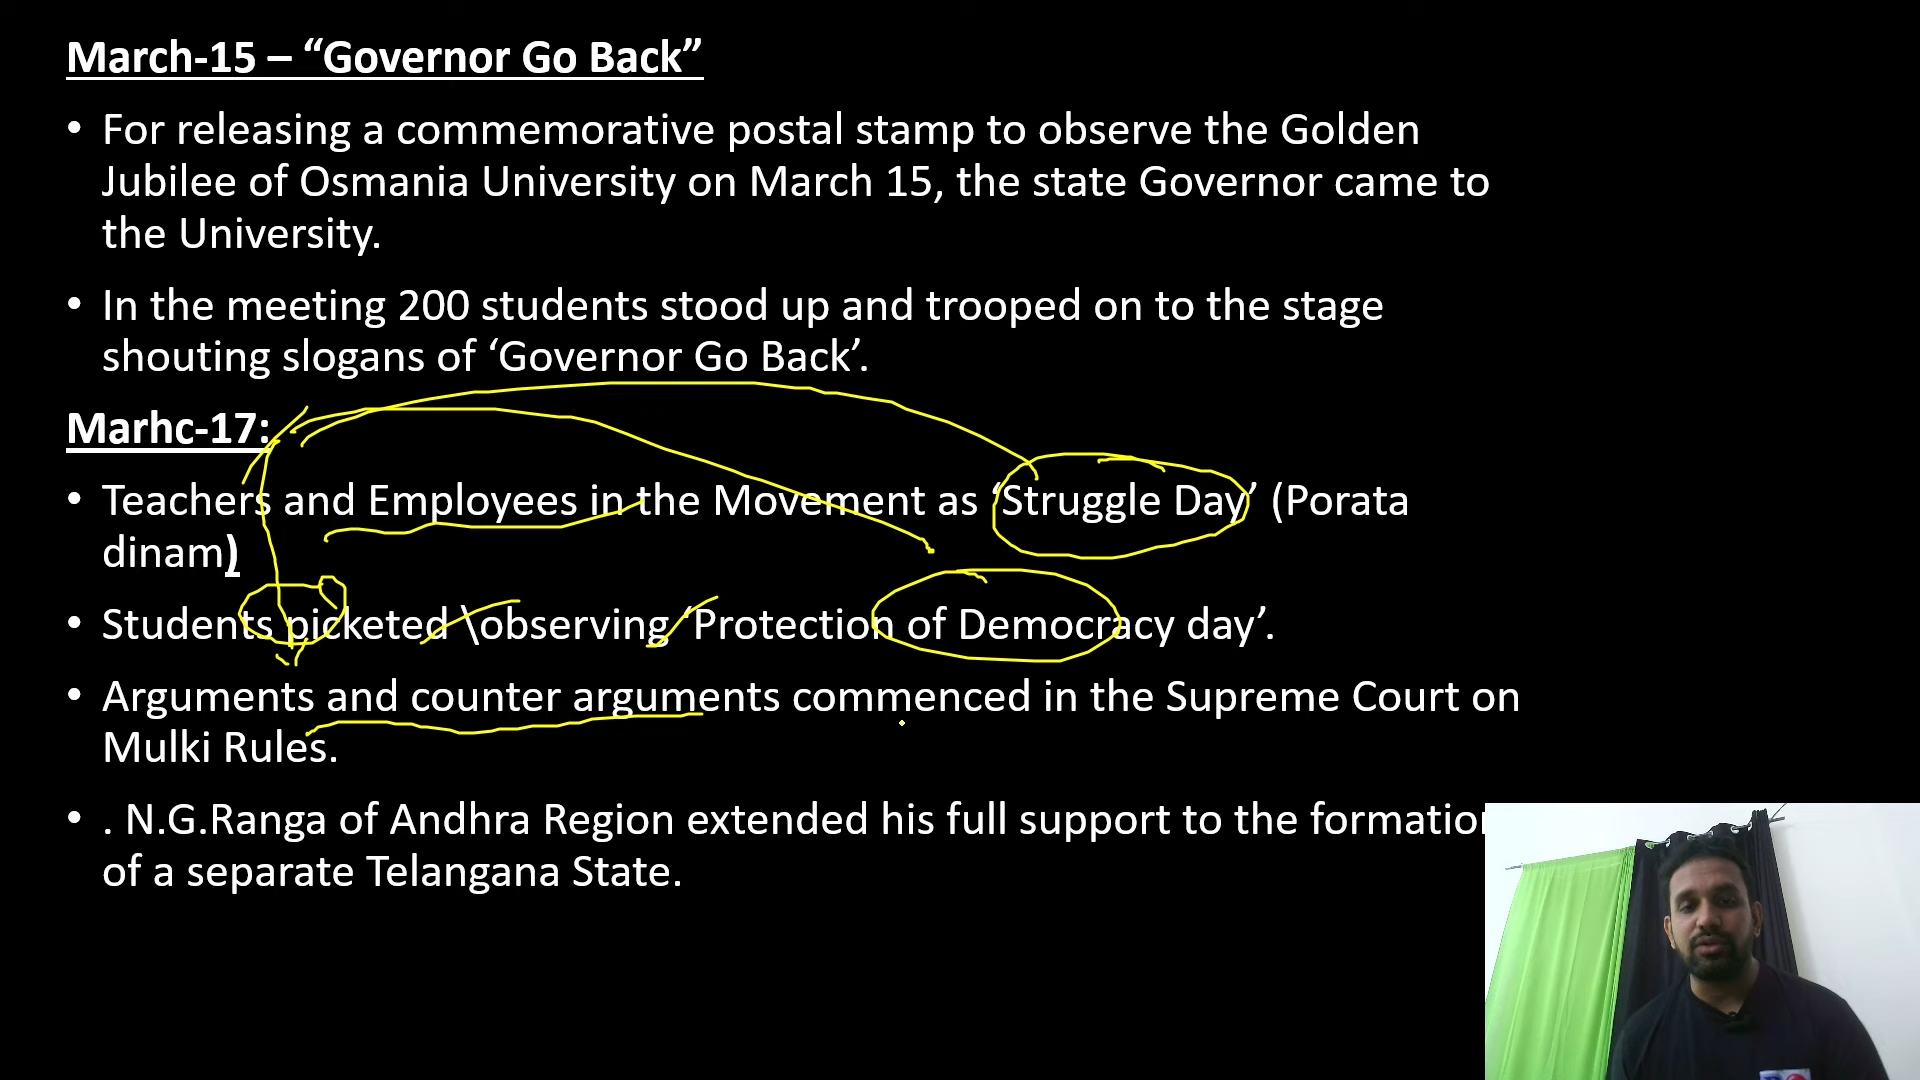 March-15 – “Governor Go Back”
• For releasing a commemorative postal stamp to observe the Golden
Jubilee of Osmania University on March 15, the state Governor came to
the University.
• In the meeting 200 students stood up and trooped on to the stage
shouting slogans of ‘Governor Go Back’.
Marhc-17:
• Teachers and Employees in the Movement as ‘Struggle Day’ (Porata
dinam)
• Students picketed \observing ‘Protection of Democracy day’.
• Arguments and counter arguments commenced in the Supreme Court on
Mulki Rules.
• . N.G.Ranga of Andhra Region extended his full support to the formation
of a separate Telangana State.